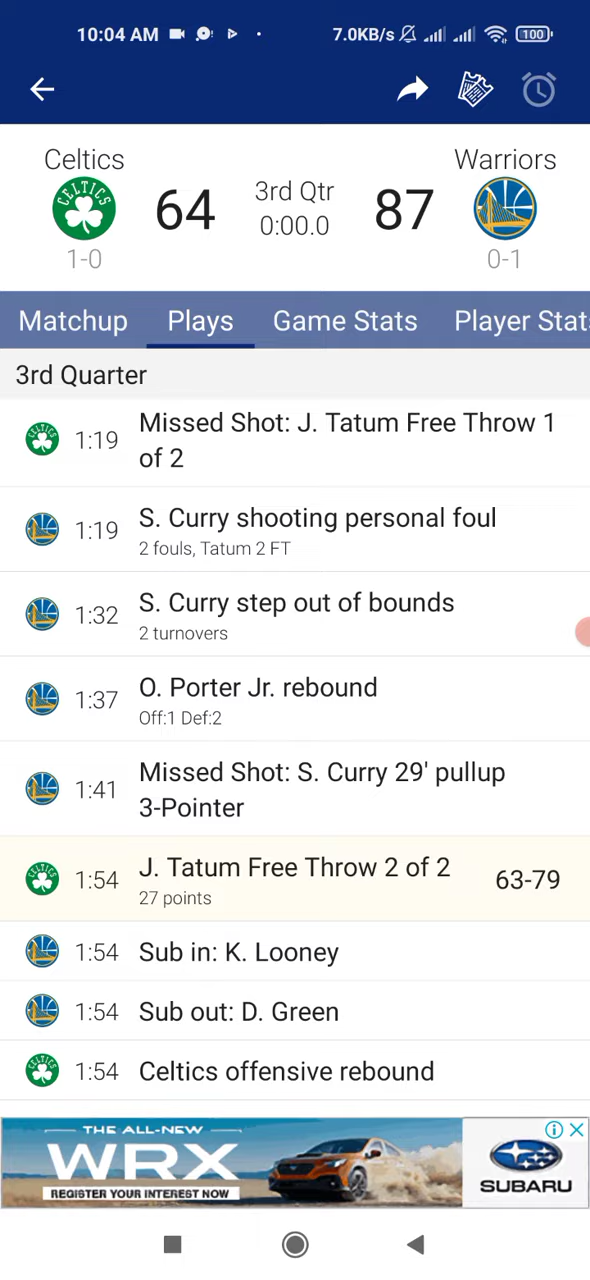 10:04 AM 7.0KB/s 100
Celtics Warriors
CELTICS 64 3rd Qtr 87
0:00.0
1-0 0-1
Matchup Plays Game Stats Player Stat
3rd Quarter
1:19 Missed Shot: J. Tatum Free Throw 1
of 2
1:19 S. Curry shooting personal foul
2 fouls, Tatum 2 FT
1:32 S. Curry step out of bounds
2 turnovers
1:37 O. Porter Jr. rebound
Off:1 Def:2
1:41 Missed Shot: S. Curry 29' pullup
3-Pointer
1:54 J. Tatum Free Throw 2 of 2 63-79
27 points
1:54 Sub in: K. Looney
1:54 Sub out: D. Green
1:54 Celtics offensive rebound
THE ALL-NEW
WRX
REGISTER YOUR INTEREST NOW
SUBARU